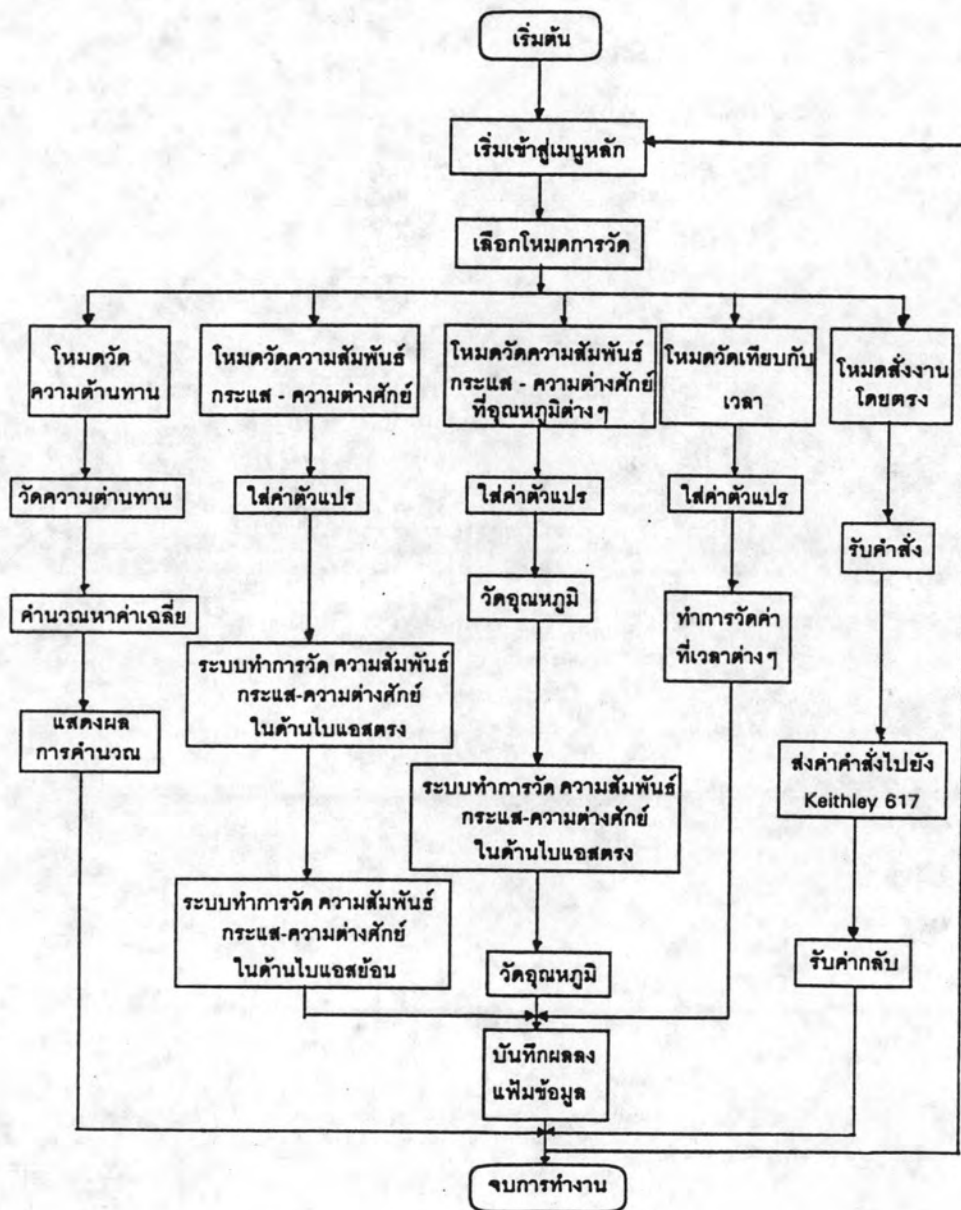 เริ่มต้น
เริ่มเข้าสู่เมนูหลัก
เลือกโหมดการวัด
โหมดวัด
ความต้านทาน
วัดความต่านทาน
คำนวณหาค่าเฉลี่ย
แสดงผล
การคำนวณ
โหมดวัดความสัมพันธ์
กระแส - ความต่างศักย์
ใส่ค่าตัวแปร
ระบบทำการวัด ความสัมพันธ์
กระแส-ความต่างศักย์
ในด้านไบแอสตรง
ระบบทำการวัด ความสัมพันธ์
กระแส-ความต่างศักย์
ในด้านไบแอสย้อน
โหมดวัดความสัมพันธ์
กระแส - ความต่างศักย์
ที่อุณหภูมิต่างๆ
ใส่ค่าตัวแปร
วัดอุณหภูมิ
ระบบทำการวัด ความสัมพันธ์
กระแส-ความต่างศักย์
ในด้านไบแอสตรง
วัดอุณหภูมิ
โหมดวัดเทียบกับ
เวลา
ใส่ค่าตัวแปร
ทำการวัดค่า
ที่เวลาต่างๆ
โหมดสั่งงาน
โดยตรง
รับคำสั่ง
ส่งค่าคำสั่งไปยัง
Keithley 617
รับค่ากลับ
บันทึกผลลง
แฟ้มข้อมูล
จบการทำงาน